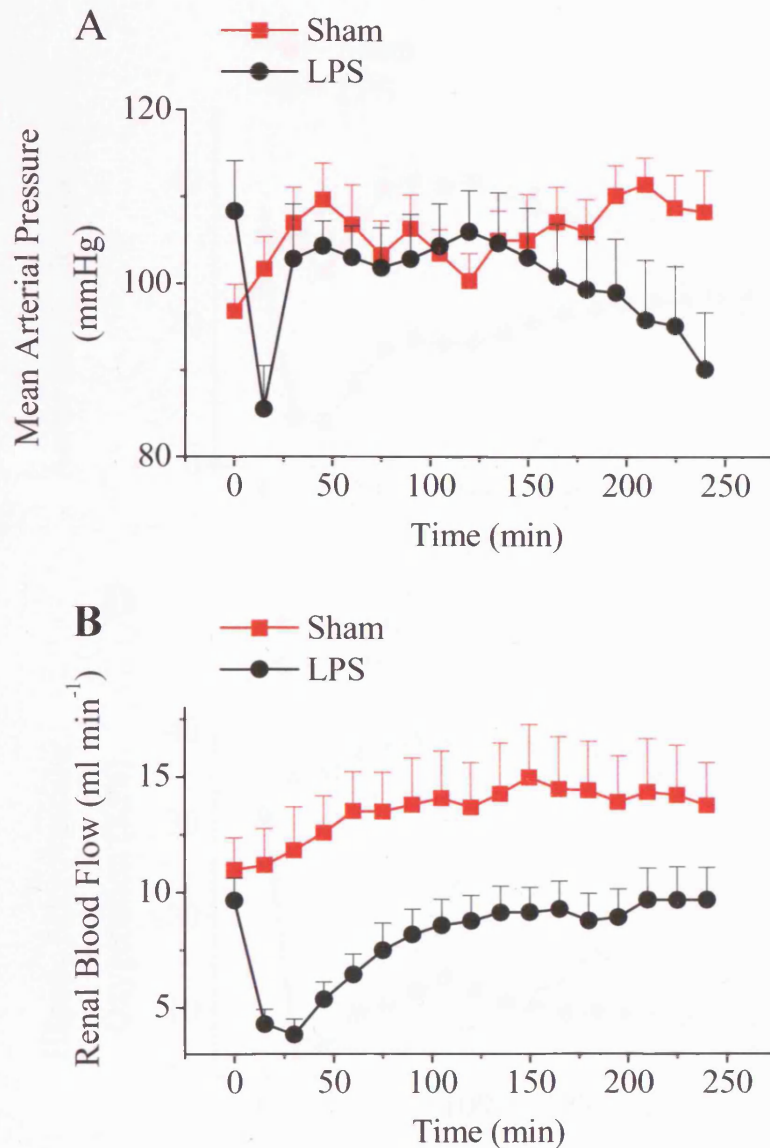 A
Sham
LPS
120
100
80
Mean Arterial Pressure
(mmHg)
0 50 100 150 200 250
Time (min)
B
Sham
LPS
15
10
5
Renal Blood Flow (ml min⁻¹)
0 50 100 150 200 250
Time (min)